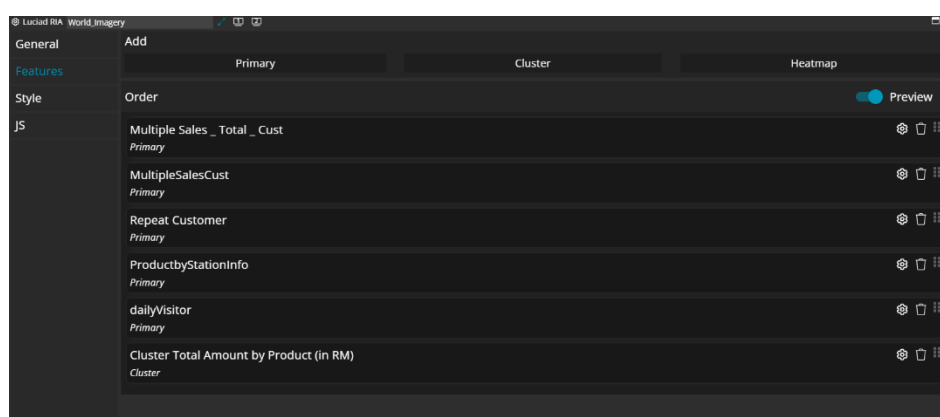 Luciad RIA World_Imagery
General
Features
Style
JS
Add
Primary Cluster Heatmap
Order Preview
Multiple Sales _ Total _ Cust
Primary
MultipleSalesCust
Primary
Repeat Customer
Primary
ProductbyStationInfo
Primary
dailyVisitor
Primary
Cluster Total Amount by Product (in RM)
Cluster